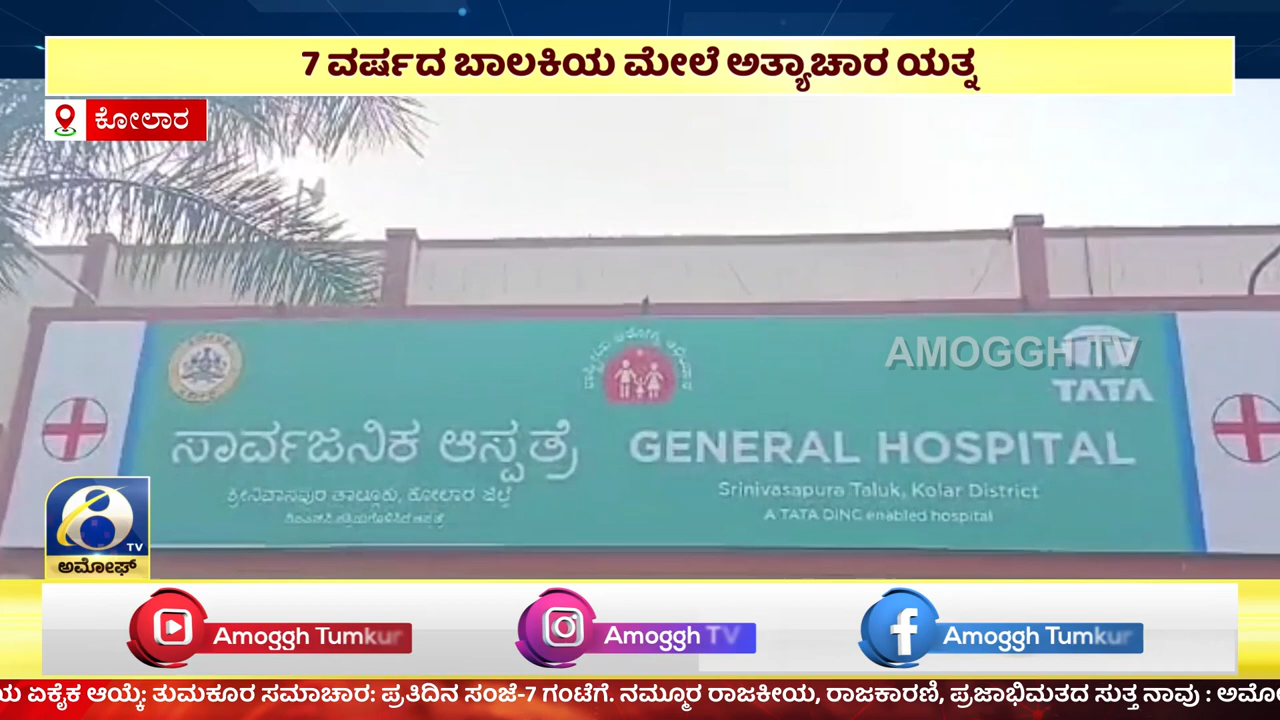 7 ವರ್ಷದ ಬಾಲಕಿಯ ಮೇಲೆ ಅತ್ಯಾಚಾರ ಯತ್ನ
ಕೋಲಾರ
AMOGGH TV
TATA
ಸಾರ್ವಜನಿಕ ಆಸ್ಪತ್ರೆ
GENERAL HOSPITAL
ಶ್ರೀನಿವಾಸಪುರ ತಾಲ್ಲೂಕು, ಕೋಲಾರ ಜಿಲ್ಲೆ
Srinivasapura Taluk, Kolar District
A TATA DiNC enabled hospital
TV
ಅಮೋಘ್
Amoggh Tumkur
Amoggh TV
Amoggh Tumkur
ಯ ಏಕೈಕ ಆಯ್ಕೆ: ತುಮಕೂರ ಸಮಾಚಾರ: ಪ್ರತಿದಿನ ಸಂಜೆ-7 ಗಂಟೆಗೆ. ನಮ್ಮೂರ ರಾಜಕೀಯ, ರಾಜಕಾರಣಿ, ಪ್ರಜಾಭಿಮತದ ಸುತ್ತ ನಾವು : ಅಮೋ